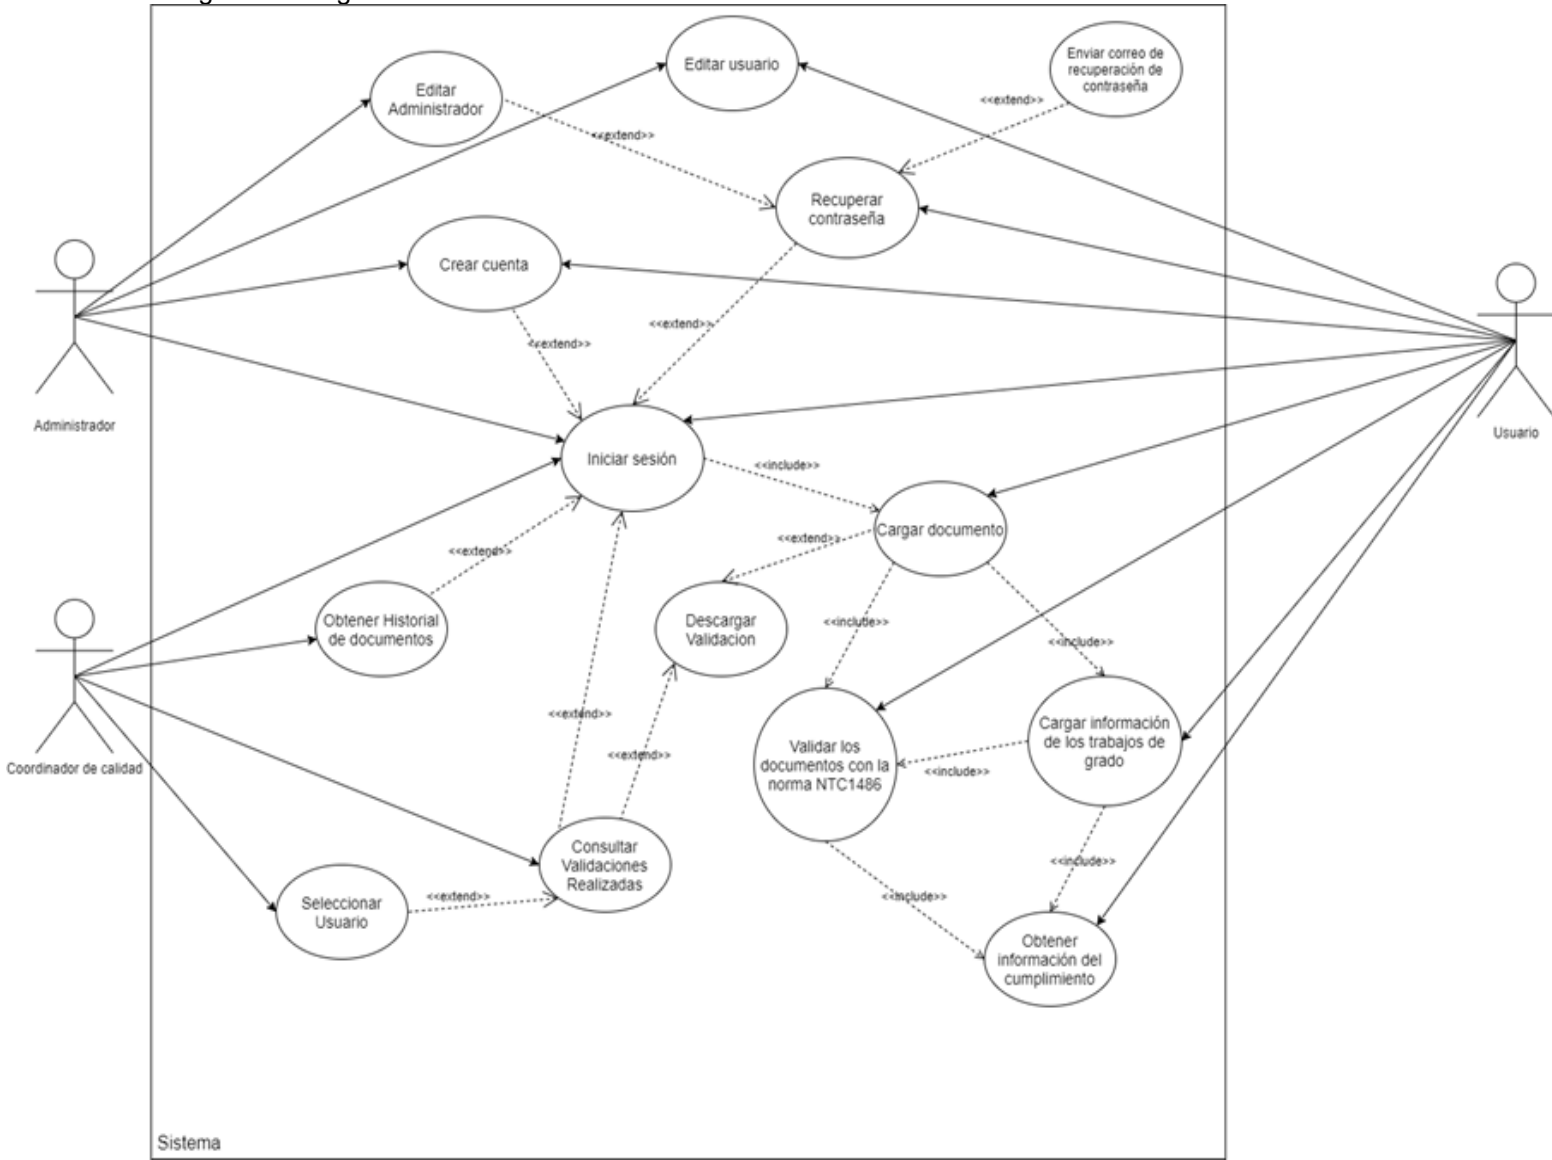 Editar usuario
Enviar correo de
recuperación de
contraseña
Editar
Administrador
<<extend>>
<<extend>>
Recuperar
contraseña
Crear cuenta
<<extend>>
<<extend>>
Administrador
Usuario
Iniciar sesión
<<include>>
Cargar documento
<<extend>>
<<extend>>
Obtener Historial
de documentos
Descargar
Validacion
<<include>>
<<include>>
<<extend>>
Cargar información
de los trabajos de
grado
Validar los
documentos con la
norma NTC1486
<<include>>
<<extend>>
Coordinador de calidad
Consultar
Validaciones
Realizadas
<<include>>
Seleccionar
Usuario
<<extend>>
<<include>>
Obtener
información del
cumplimiento
Sistema